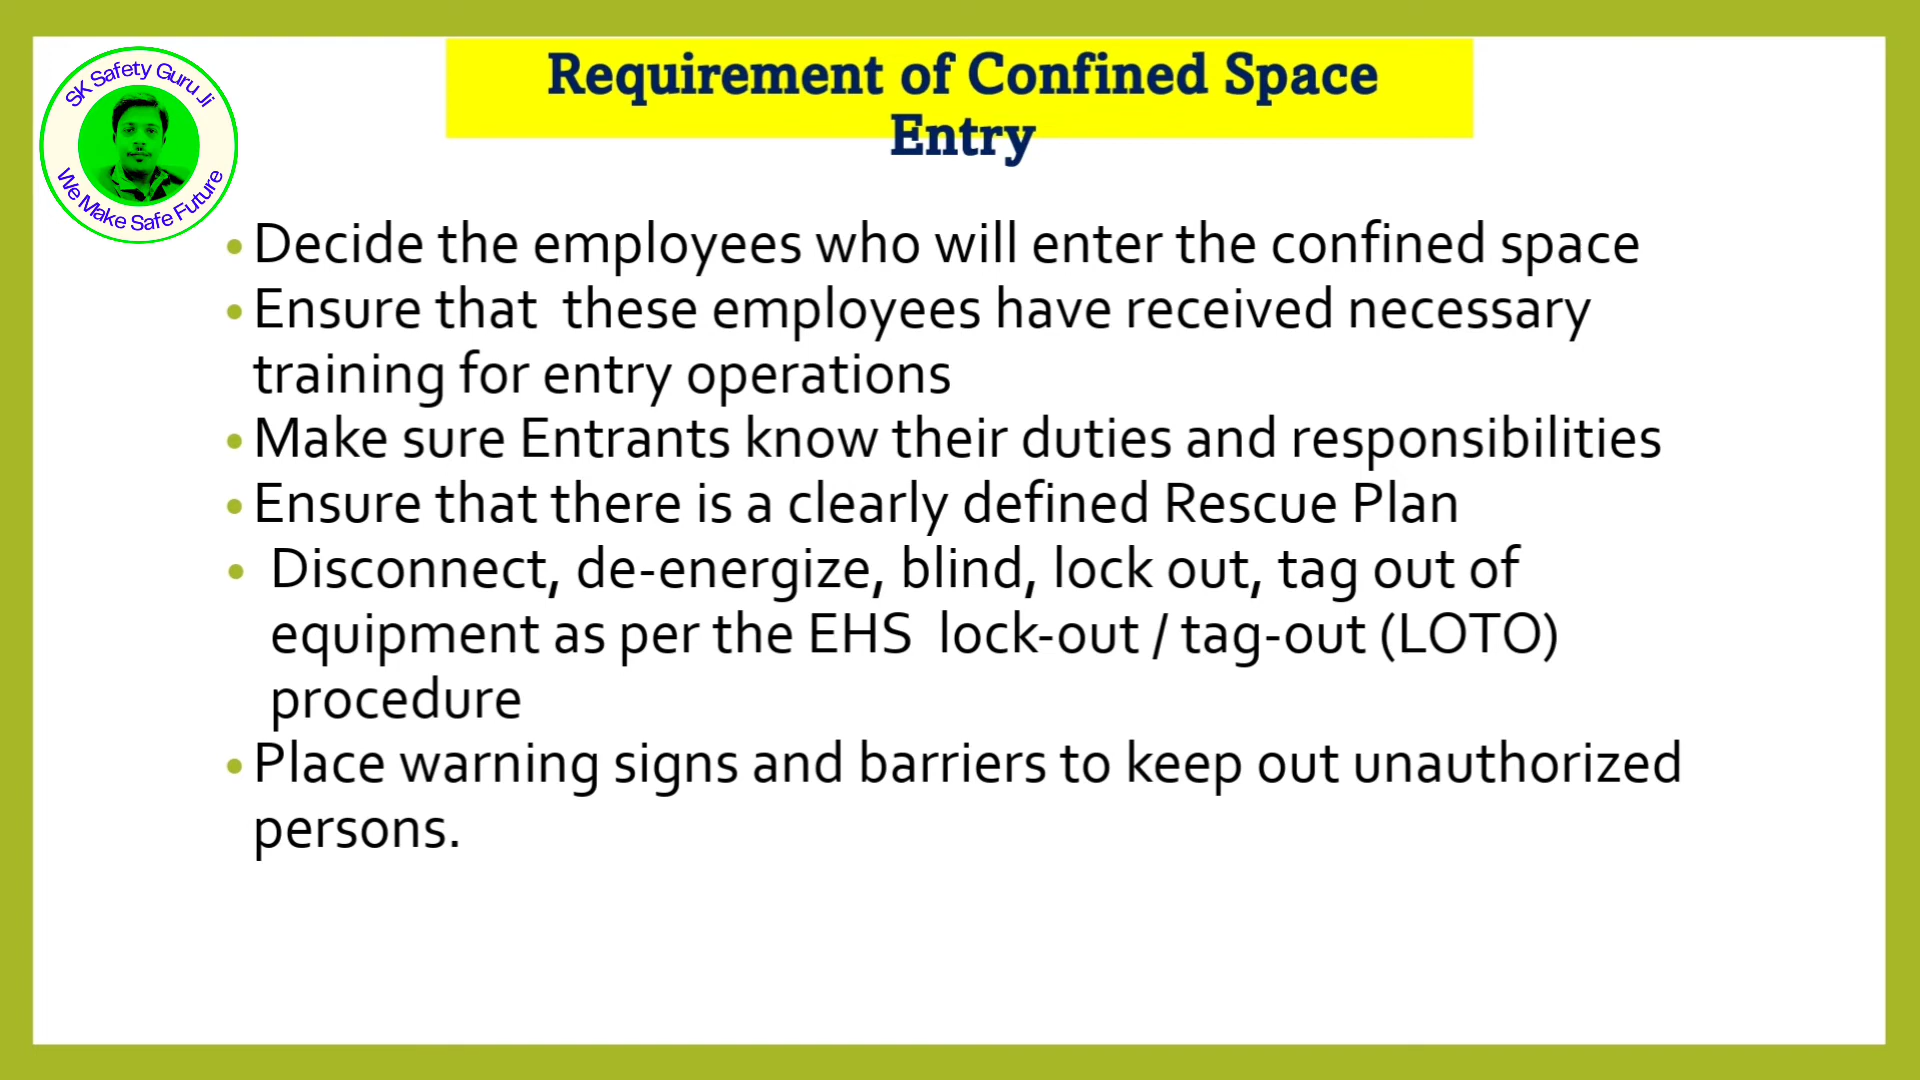 SK Safety Guru Ji
We Make Safe Future
Requirement of Confined Space
Entry
• Decide the employees who will enter the confined space
• Ensure that  these employees have received necessary
training for entry operations
• Make sure Entrants know their duties and responsibilities
• Ensure that there is a clearly defined Rescue Plan
• Disconnect, de-energize, blind, lock out, tag out of
equipment as per the EHS  lock-out / tag-out (LOTO)
procedure
• Place warning signs and barriers to keep out unauthorized
persons.